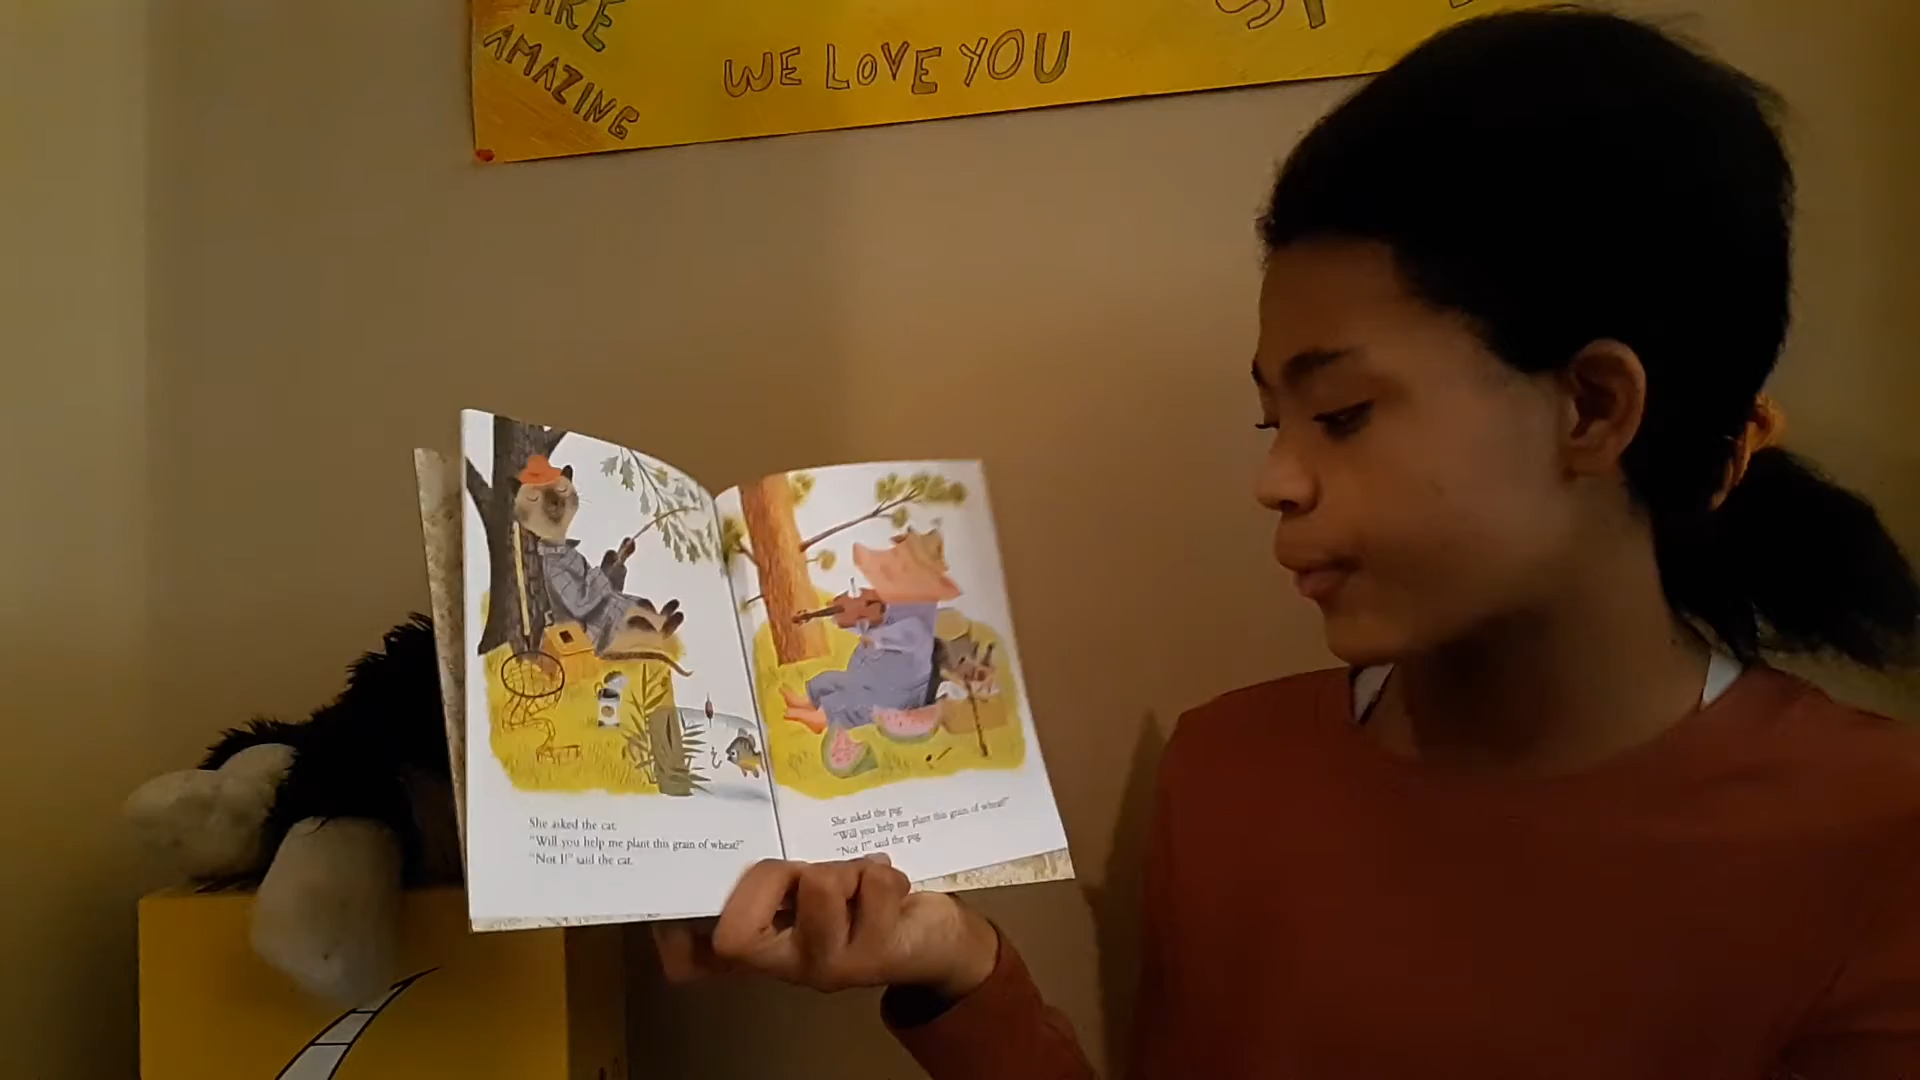 ARE
AMAZING
WE LOVE YOU
She asked the cat.
"Will you help me plant this grain of wheat?"
"Not I!" said the cat.
She asked the pig.
"Will you help me plant this grain of wheat?"
"Not I!" said the pig.